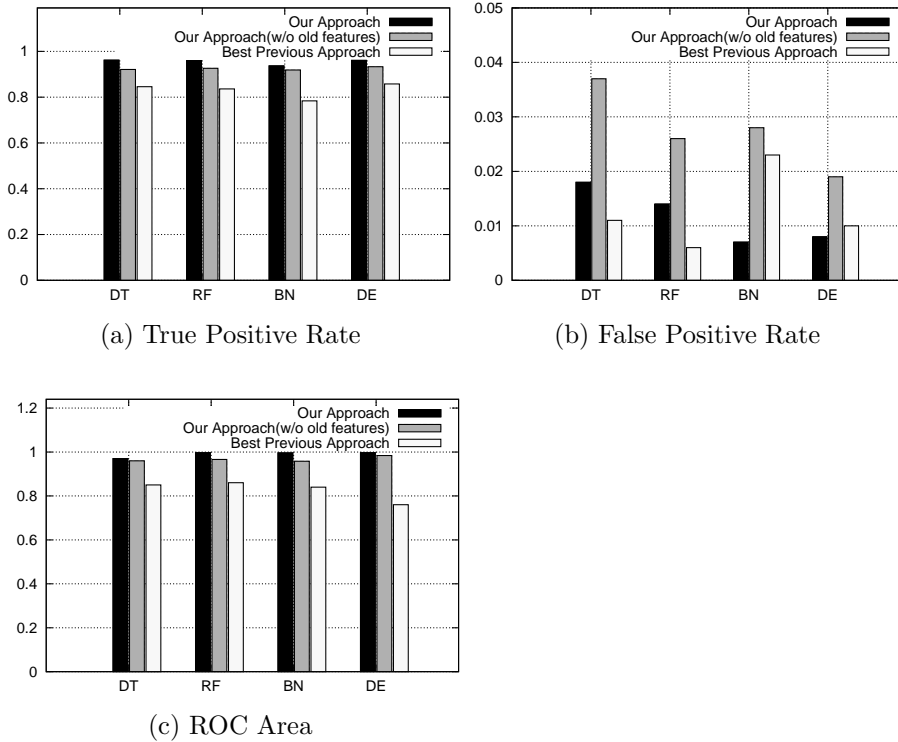 Our Approach
Our Approach(w/o old features)
Best Previous Approach
1
0.8
0.6
0.4
0.2
0
DT RF BN DE
(a) True Positive Rate
0.05
Our Approach
Our Approach(w/o old features)
Best Previous Approach
0.04
0.03
0.02
0.01
0
DT RF BN DE
(b) False Positive Rate
1.2
Our Approach
Our Approach(w/o old features)
Best Previous Approach
1
0.8
0.6
0.4
0.2
0
DT RF BN DE
(c) ROC Area